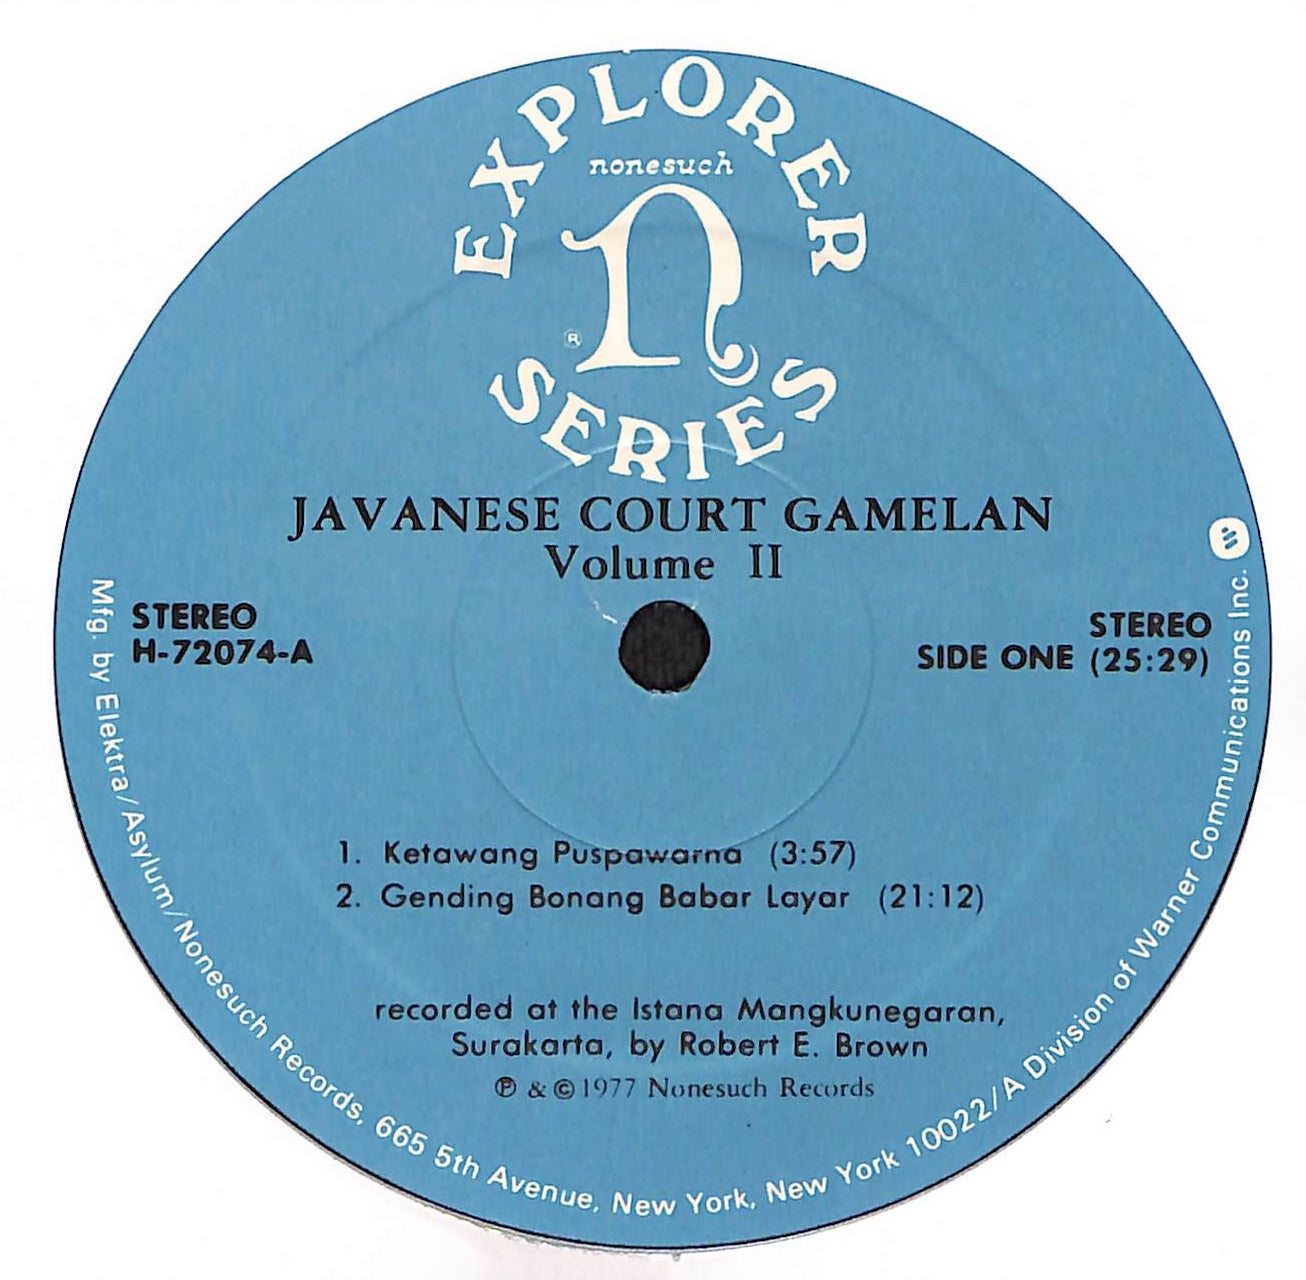 EXPLORER
nonesuch
n
®
SERIES
JAVANESE COURT GAMELAN
Volume II
STEREO
H-72074-A
STEREO
SIDE ONE (25:29)
1. Ketawang Puspawarna (3:57)
2. Gending Bonang Babar Layar (21:12)
recorded at the Istana Mangkunegaran,
Surakarta, by Robert E. Brown
℗ & © 1977 Nonesuch Records
Mfg. by Elektra/Asylum/Nonesuch Records, 665 5th Avenue, New York, New York 10022/A Division of Warner Communications Inc.